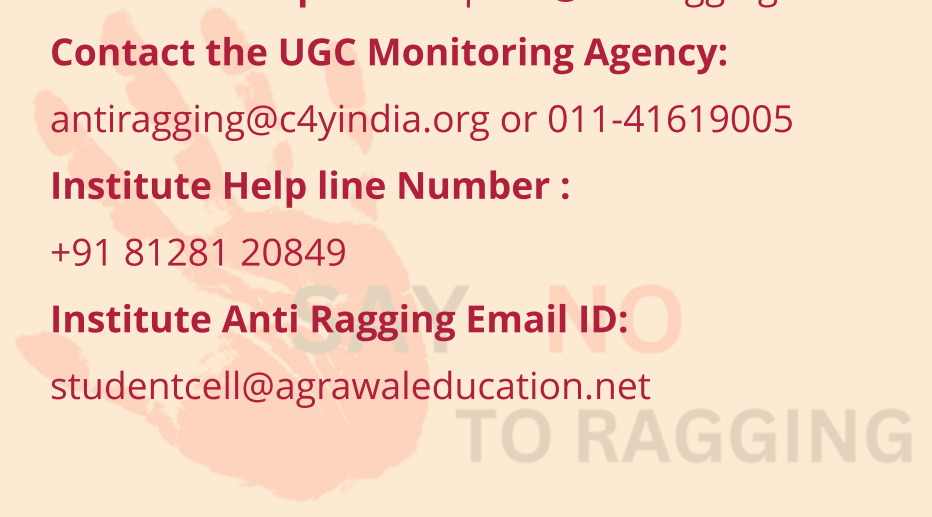 Contact the UGC Monitoring Agency:
antiragging@c4yindia.org or 011-41619005
Institute Help line Number :
+91 81281 20849
Institute Anti Ragging Email ID:
studentcell@agrawaleducation.net
SAY NO
TO RAGGING